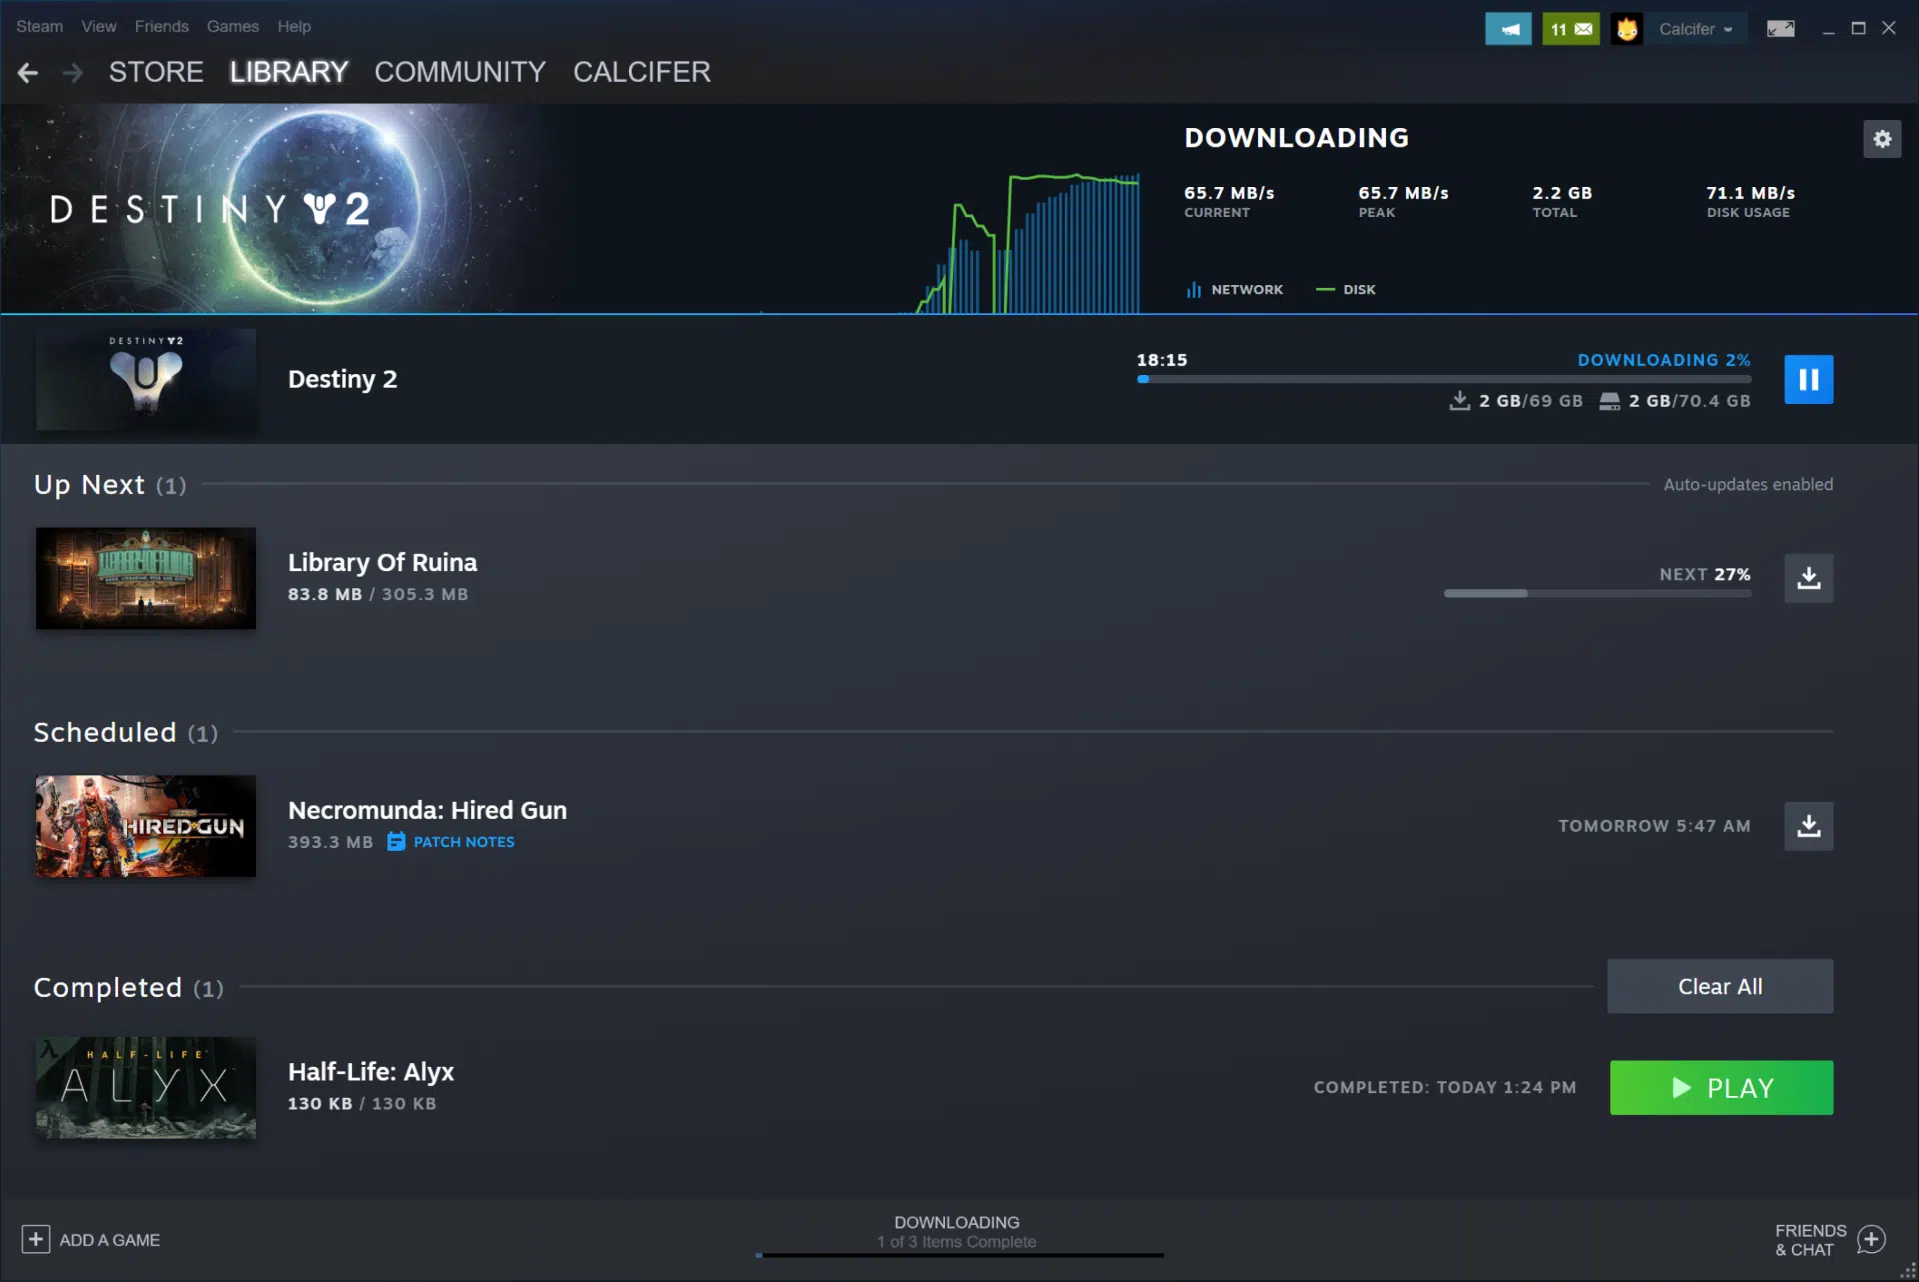 Steam View Friends Games Help
11
Calcifer
STORE LIBRARY COMMUNITY CALCIFER
DESTINY 2
DOWNLOADING
65.7 MB/s 65.7 MB/s 2.2 GB 71.1 MB/s
CURRENT PEAK TOTAL DISK USAGE
NETWORK DISK
DESTINY 2
Destiny 2
18:15 DOWNLOADING 2%
2 GB/69 GB 2 GB/70.4 GB
Up Next (1) Auto-updates enabled
Library Of Ruina
83.8 MB / 305.3 MB
NEXT 27%
Scheduled (1)
HIRED GUN
Necromunda: Hired Gun
393.3 MB PATCH NOTES
TOMORROW 5:47 AM
Completed (1) Clear All
HALF-LIFE
ALYX
Half-Life: Alyx
130 KB / 130 KB
COMPLETED: TODAY 1:24 PM PLAY
ADD A GAME
DOWNLOADING
1 of 3 Items Complete
FRIENDS
& CHAT